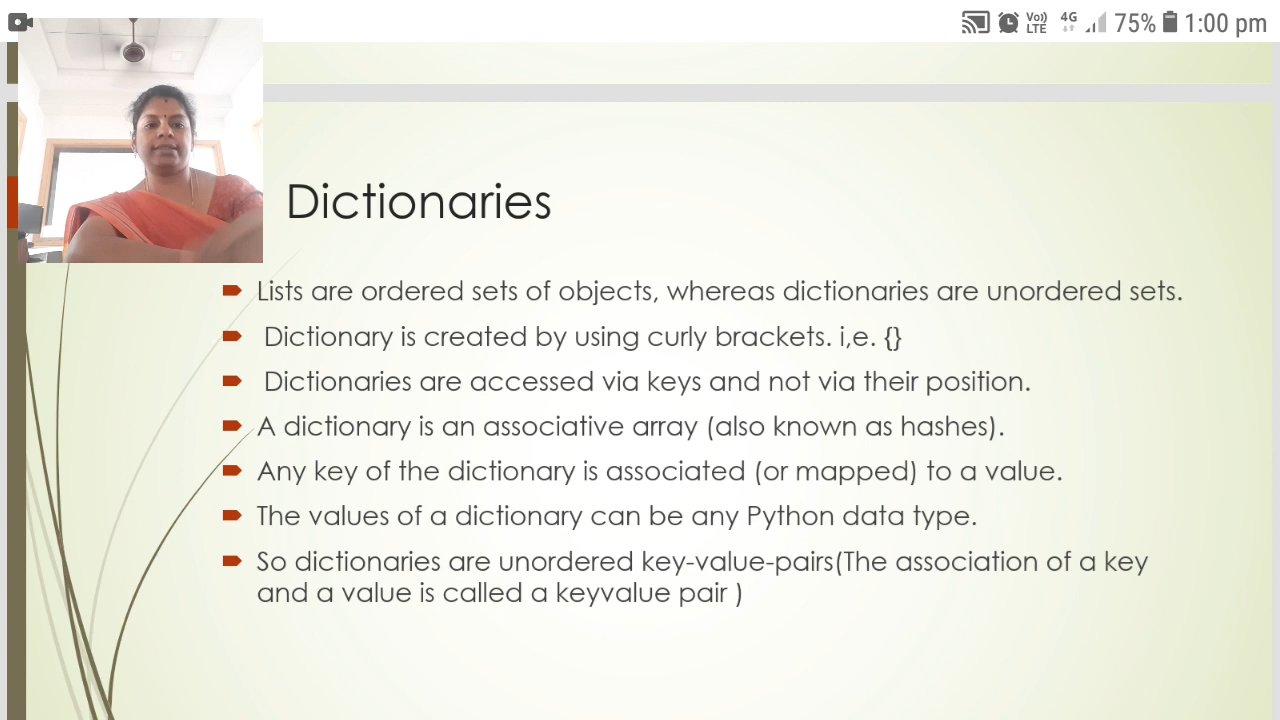 Vo))
LTE
4G
75%
1:00 pm
Dictionaries
Lists are ordered sets of objects, whereas dictionaries are unordered sets.
Dictionary is created by using curly brackets. i,e. {}
Dictionaries are accessed via keys and not via their position.
A dictionary is an associative array (also known as hashes).
Any key of the dictionary is associated (or mapped) to a value.
The values of a dictionary can be any Python data type.
So dictionaries are unordered key-value-pairs(The association of a key
and a value is called a keyvalue pair )